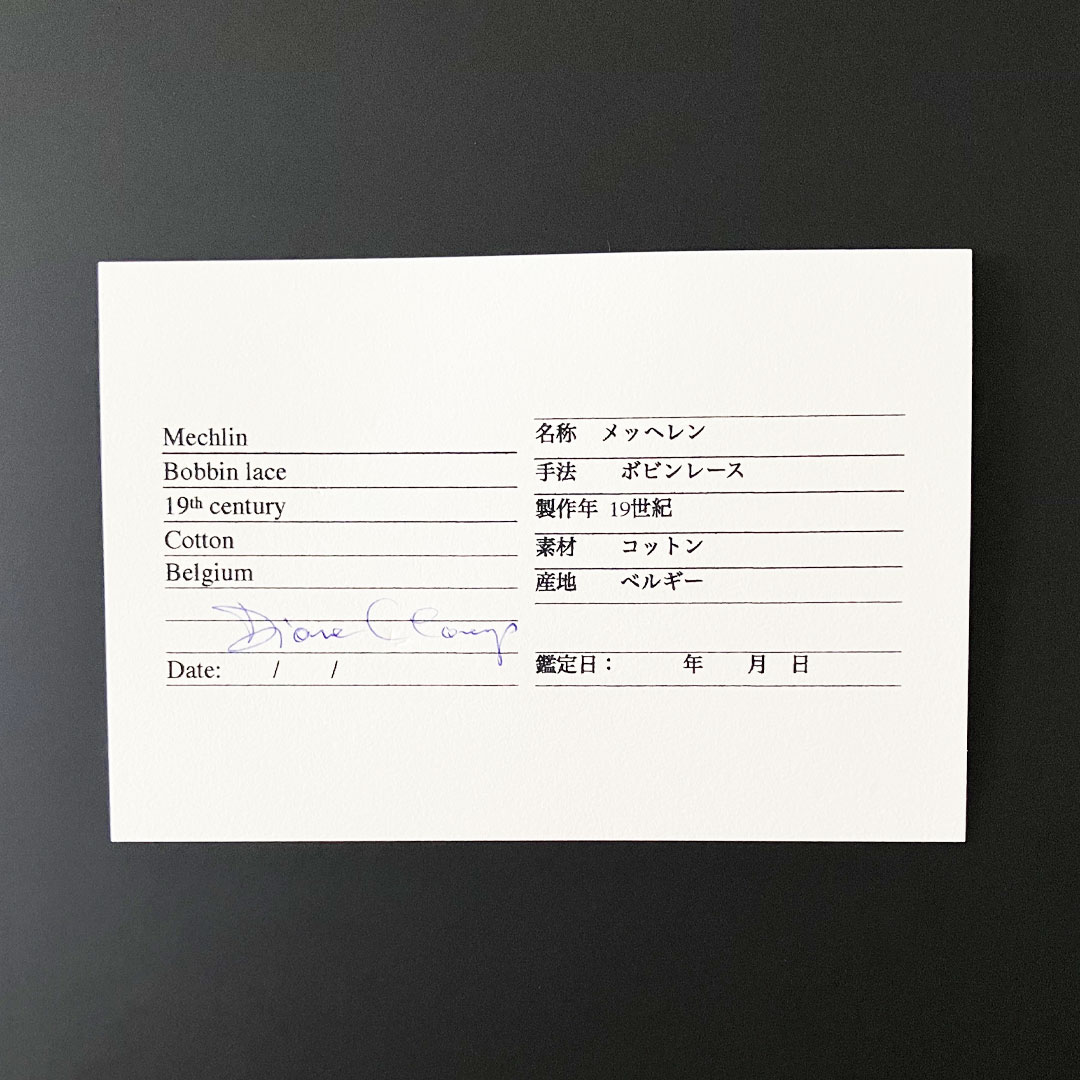 Mechlin
Bobbin lace
19th century
Cotton
Belgium
Diane
Date: / /
名称 メッヘレン
手法 ボビンレース
製作年 19世紀
素材 コットン
産地 ベルギー
鑑定日： 年 月 日